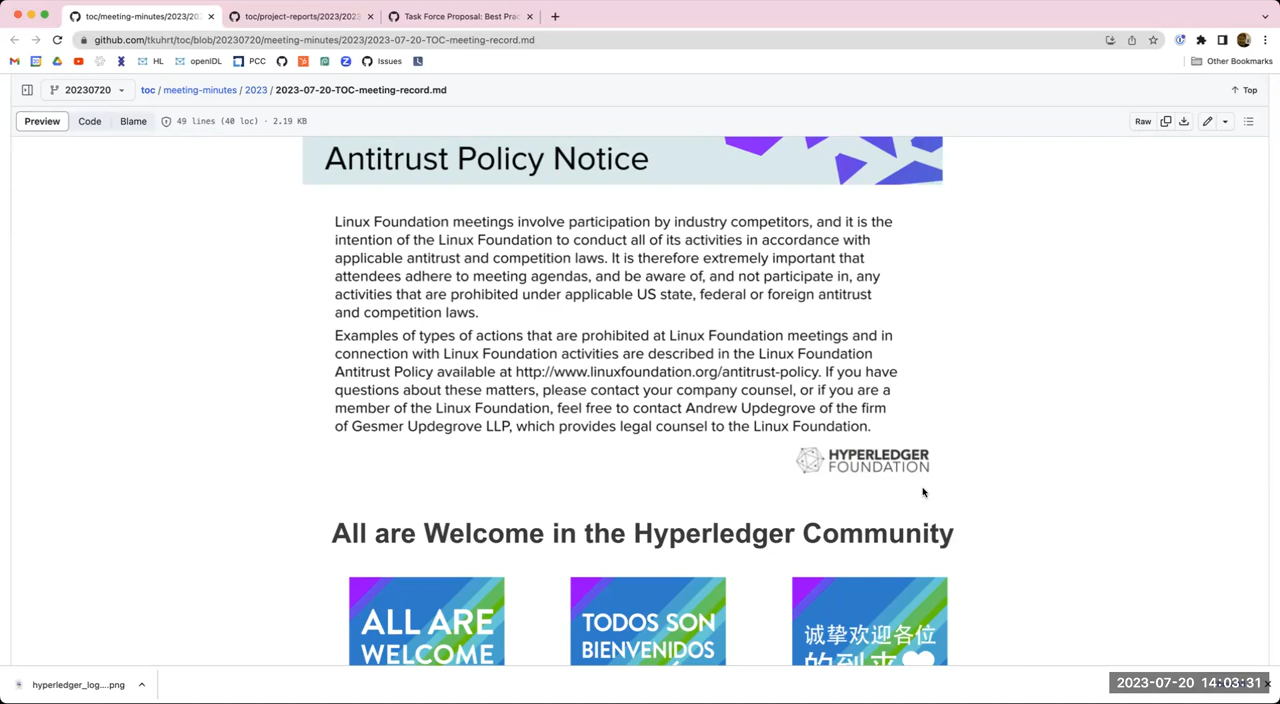 toc/meeting-minutes/2023/20
toc/project-reports/2023/2023
Task Force Proposal: Best Prac
github.com/tkuhrt/toc/blob/20230720/meeting-minutes/2023/2023-07-20-TOC-meeting-record.md
HL
openIDL
PCC
Issues
Other Bookmarks
20230720
toc / meeting-minutes / 2023 / 2023-07-20-TOC-meeting-record.md
Top
Preview
Code
Blame
49 lines (40 loc) · 2.19 KB
Raw
Antitrust Policy Notice
Linux Foundation meetings involve participation by industry competitors, and it is the
intention of the Linux Foundation to conduct all of its activities in accordance with
applicable antitrust and competition laws. It is therefore extremely important that
attendees adhere to meeting agendas, and be aware of, and not participate in, any
activities that are prohibited under applicable US state, federal or foreign antitrust
and competition laws.
Examples of types of actions that are prohibited at Linux Foundation meetings and in
connection with Linux Foundation activities are described in the Linux Foundation
Antitrust Policy available at http://www.linuxfoundation.org/antitrust-policy. If you have
questions about these matters, please contact your company counsel, or if you are a
member of the Linux Foundation, feel free to contact Andrew Updegrove of the firm
of Gesmer Updegrove LLP, which provides legal counsel to the Linux Foundation.
HYPERLEDGER
FOUNDATION
All are Welcome in the Hyperledger Community
ALL ARE
WELCOME
TODOS SON
BIENVENIDOS
诚挚欢迎各位
的到来
hyperledger_log....png
2023-07-20 14:03:31